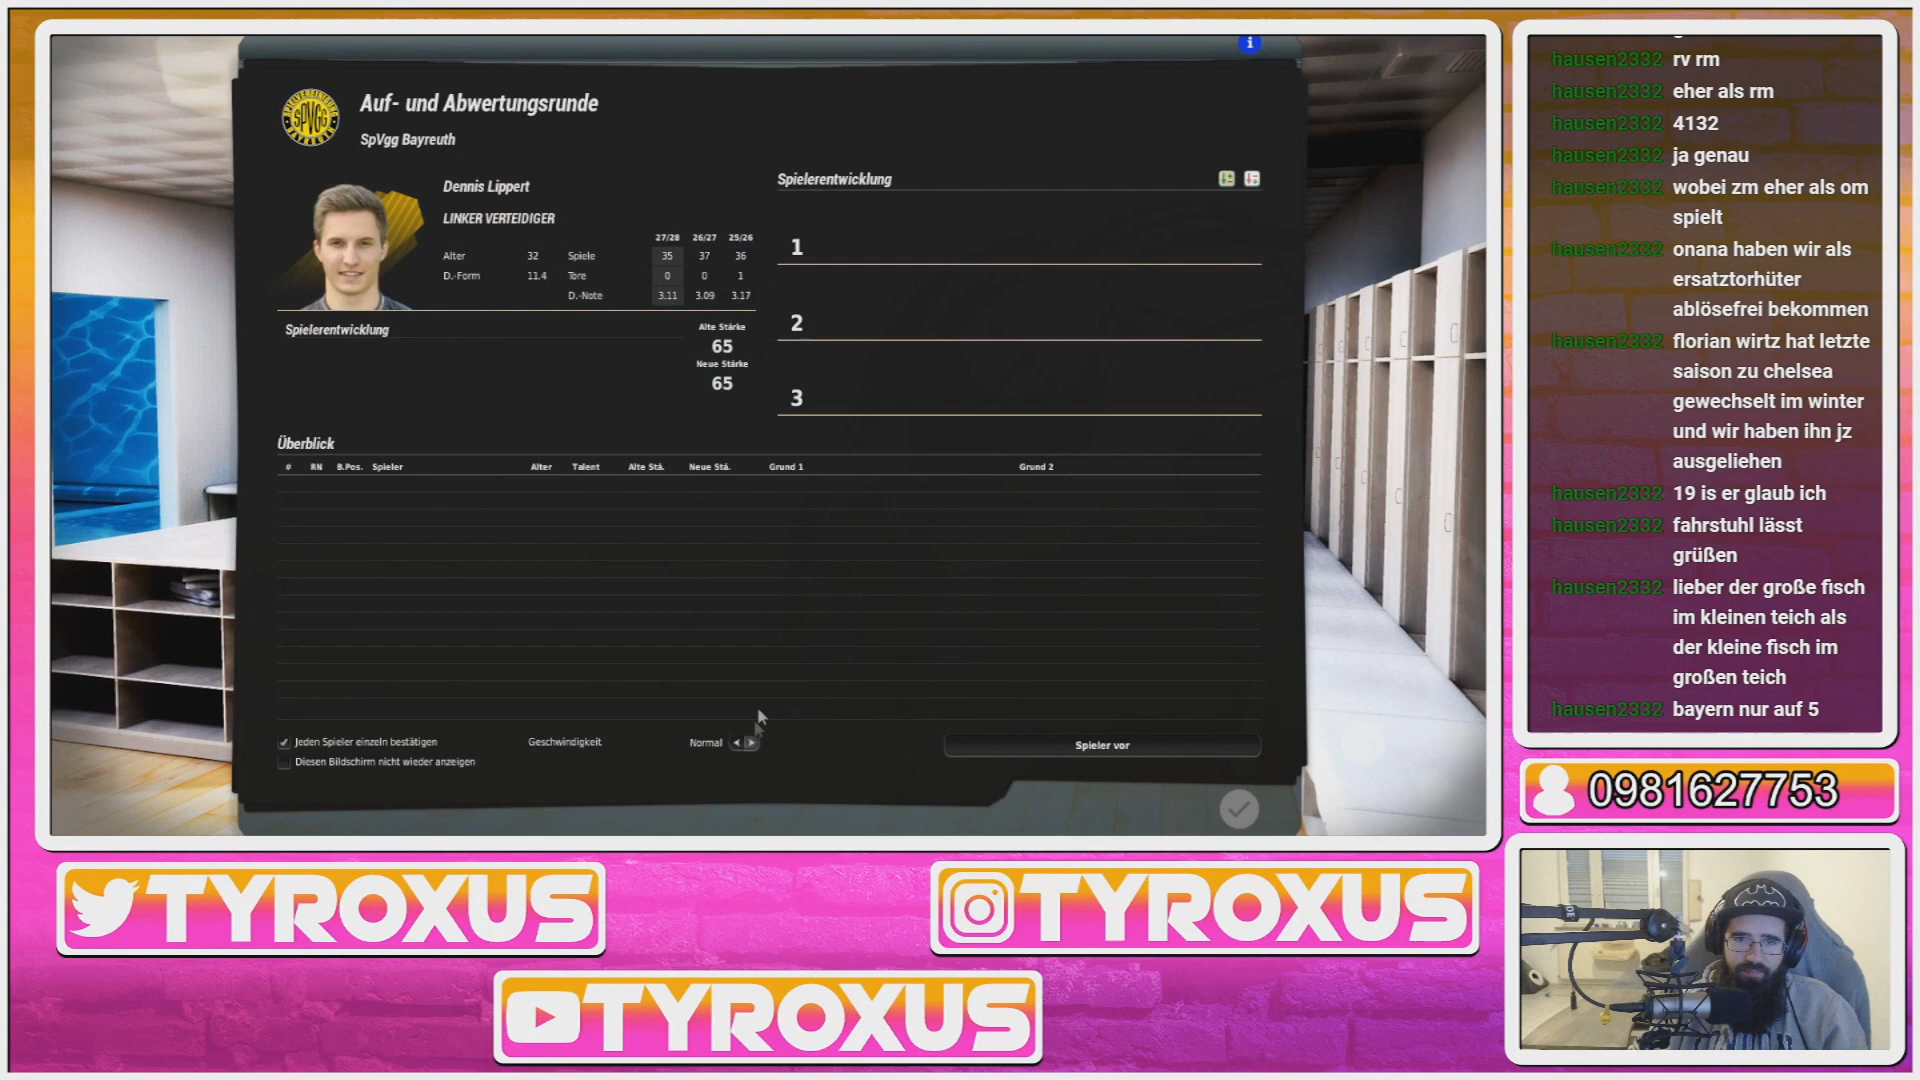 Auf- und Abwertungsrunde
SpVgg Bayreuth
SPIELVEREINIGUNG
SPVGG
BAYREUTH
Dennis Lippert
LINKER VERTEIDIGER
27/28 26/27 25/26
Alter 32 Spiele 35 37 36
D.-Form 11.4 Tore 0 0 1
D.-Note 3.11 3.09 3.17
Spielerentwicklung
Alte Stärke
65
Neue Stärke
65
Spielerentwicklung
1
2
3
Überblick
# RN B.Pos. Spieler Alter Talent Alte Stä. Neue Stä. Grund 1 Grund 2
Jeden Spieler einzeln bestätigen Geschwindigkeit Normal
Diesen Bildschirm nicht wieder anzeigen
Spieler vor
hausen2332 rv rm
hausen2332 eher als rm
hausen2332 4132
hausen2332 ja genau
hausen2332 wobei zm eher als om
spielt
hausen2332 onana haben wir als
ersatztorhüter
ablösefrei bekommen
hausen2332 florian wirtz hat letzte
saison zu chelsea
gewechselt im winter
und wir haben ihn jz
ausgeliehen
hausen2332 19 is er glaub ich
hausen2332 fahrstuhl lässt
grüßen
hausen2332 lieber der große fisch
im kleinen teich als
der kleine fisch im
großen teich
hausen2332 bayern nur auf 5
0981627753
TYROXUS
TYROXUS
TYROXUS